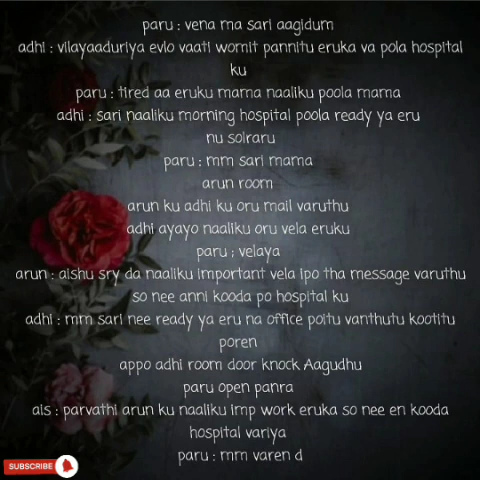 paru : vena ma sari aagidum
adhi : vilayaaduriya evlo vaati womit pannitu eruka va pola hospital
ku
paru : tired aa eruku mama naaliku poola mama
adhi : sari naaliku morning hospital poola ready ya eru
nu solraru
paru : mm sari mama
arun room
arun ku adhi ku oru mail varuthu
adhi ayayo naaliku oru vela eruku
paru ; velaya
arun : aishu sry da naaliku important vela ipo tha message varuthu
so nee anni kooda po hospital ku
adhi : mm sari nee ready ya eru na office poitu vanthutu kootitu
poren
appo adhi room door knock Aagudhu
paru open panra
ais : parvathi arun ku naaliku imp work eruka so nee en kooda
hospital variya
paru : mm varen d
SUBSCRIBE